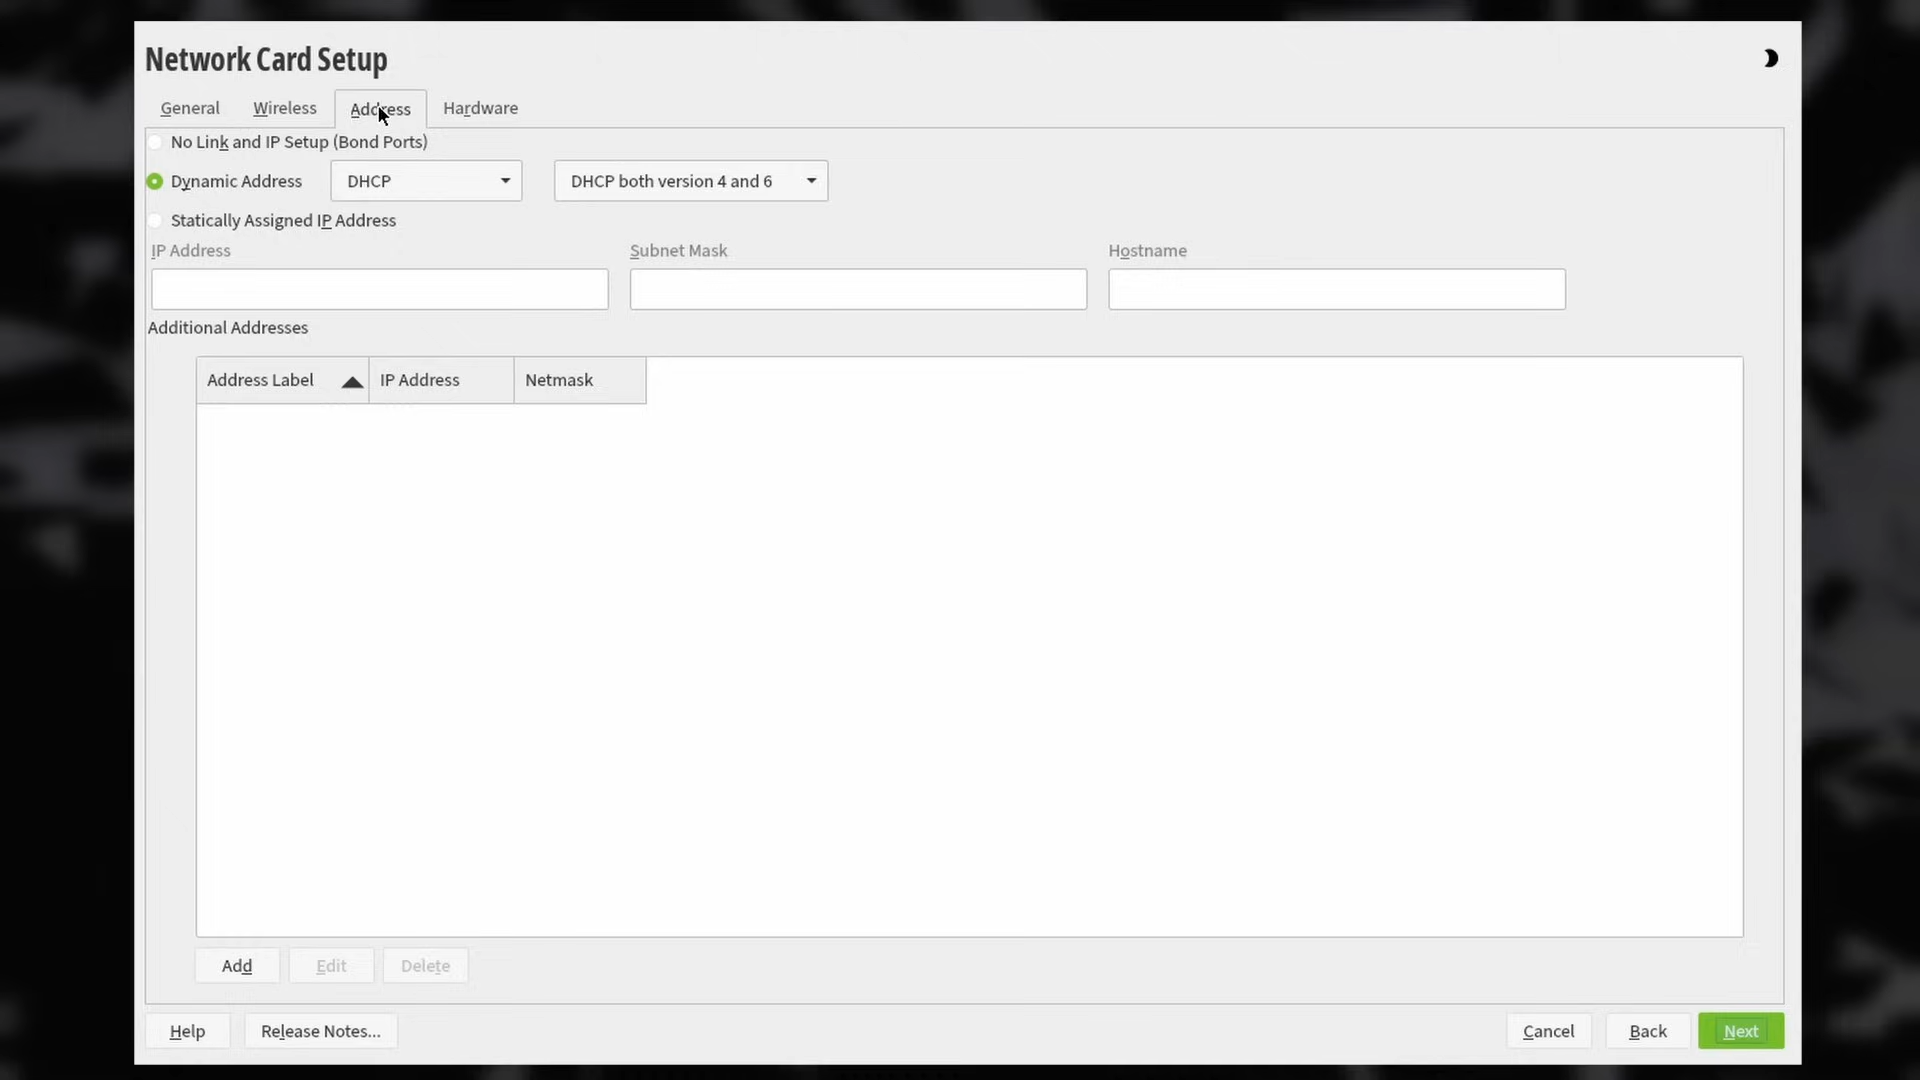 Network Card Setup
General Wireless Address Hardware
No Link and IP Setup (Bond Ports)
Dynamic Address DHCP DHCP both version 4 and 6
Statically Assigned IP Address
IP Address Subnet Mask Hostname
Additional Addresses
Address Label IP Address Netmask
Add Edit Delete
Help Release Notes... Cancel Back Next